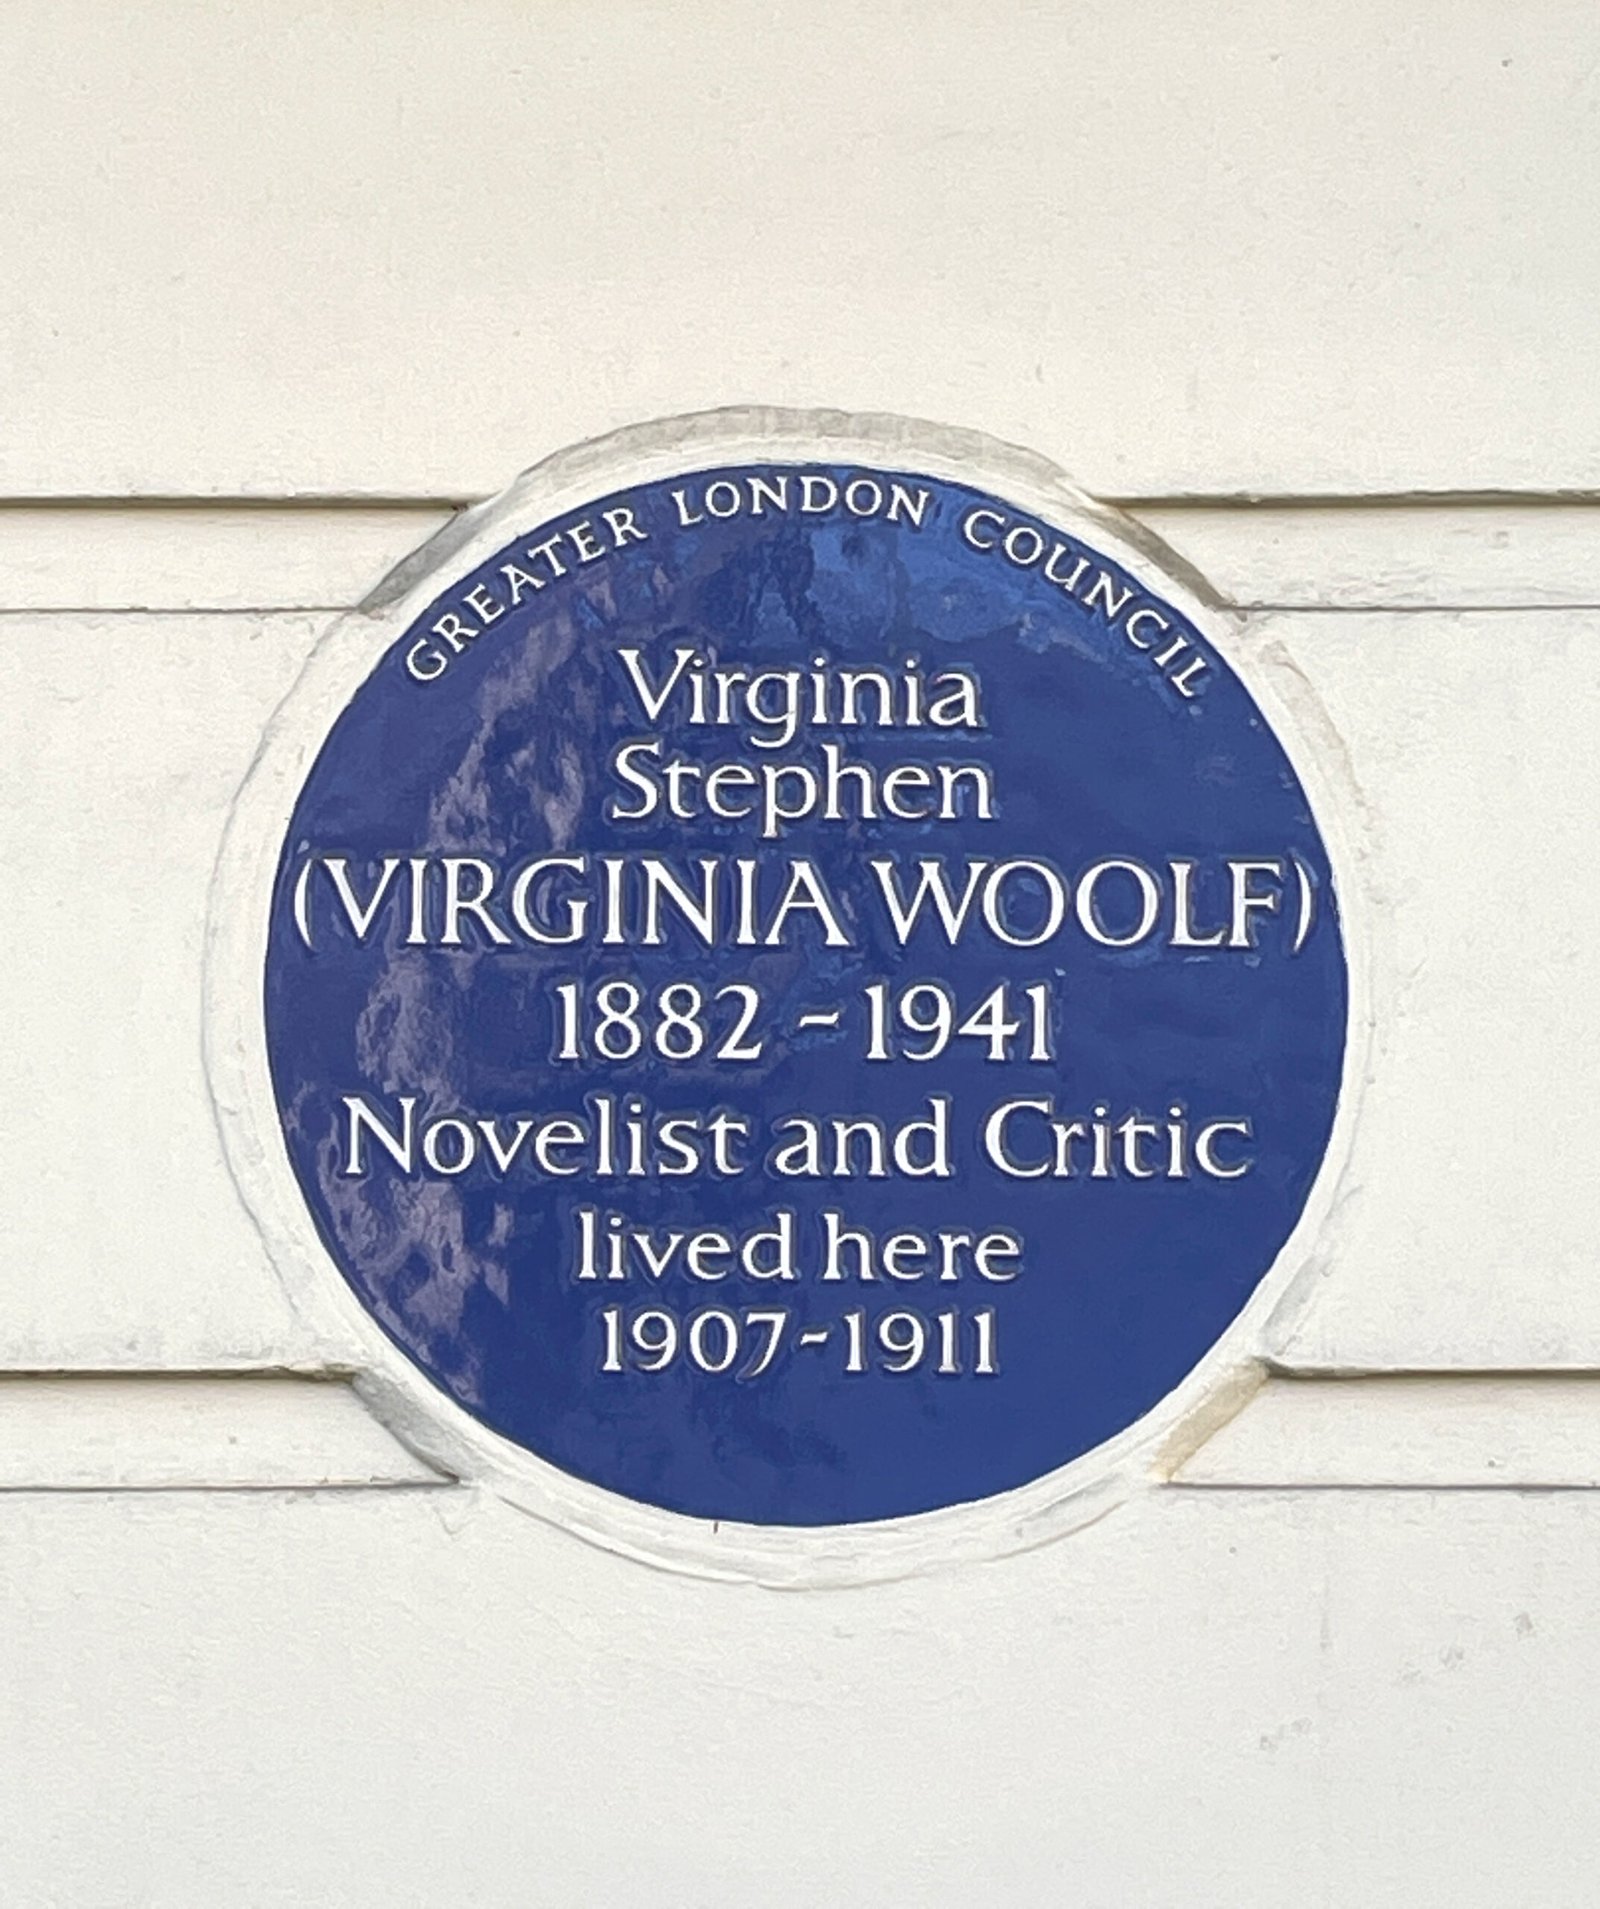 GREATER LONDON COUNCIL
Virginia
Stephen
(VIRGINIA WOOLF)
1882 - 1941
Novelist and Critic
lived here
1907-1911